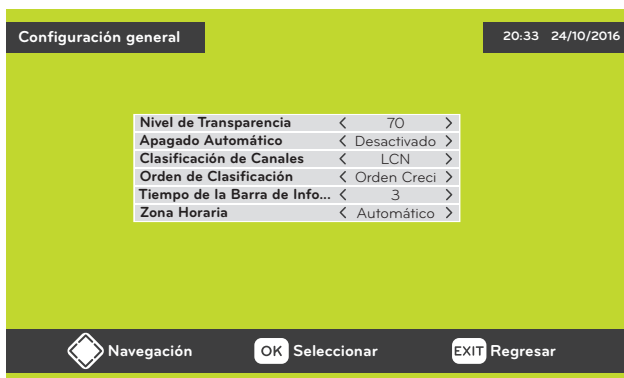 Configuración general 20:33 24/10/2016
Nivel de Transparencia < 70 >
Apagado Automático < Desactivado >
Clasificación de Canales < LCN >
Orden de Clasificación < Orden Creci >
Tiempo de la Barra de Info... < 3 >
Zona Horaria < Automático >
Navegación OK Seleccionar EXIT Regresar